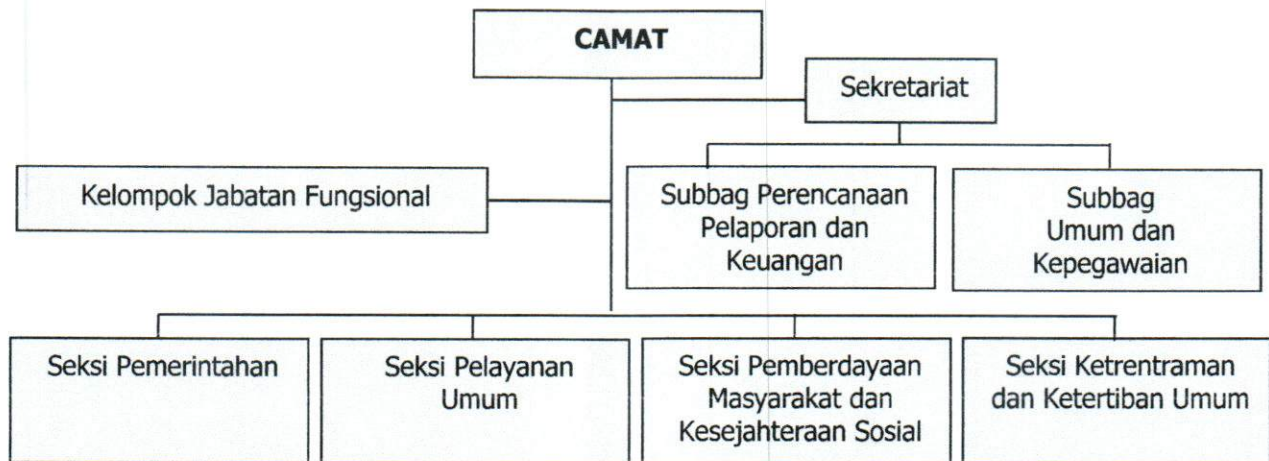 CAMAT
Sekretariat
Kelompok Jabatan Fungsional
Subbag Perencanaan
Pelaporan dan
Keuangan
Subbag
Umum dan
Kepegawaian
Seksi Pemerintahan
Seksi Pelayanan
Umum
Seksi Pemberdayaan
Masyarakat dan
Kesejahteraan Sosial
Seksi Ketrentraman
dan Ketertiban Umum